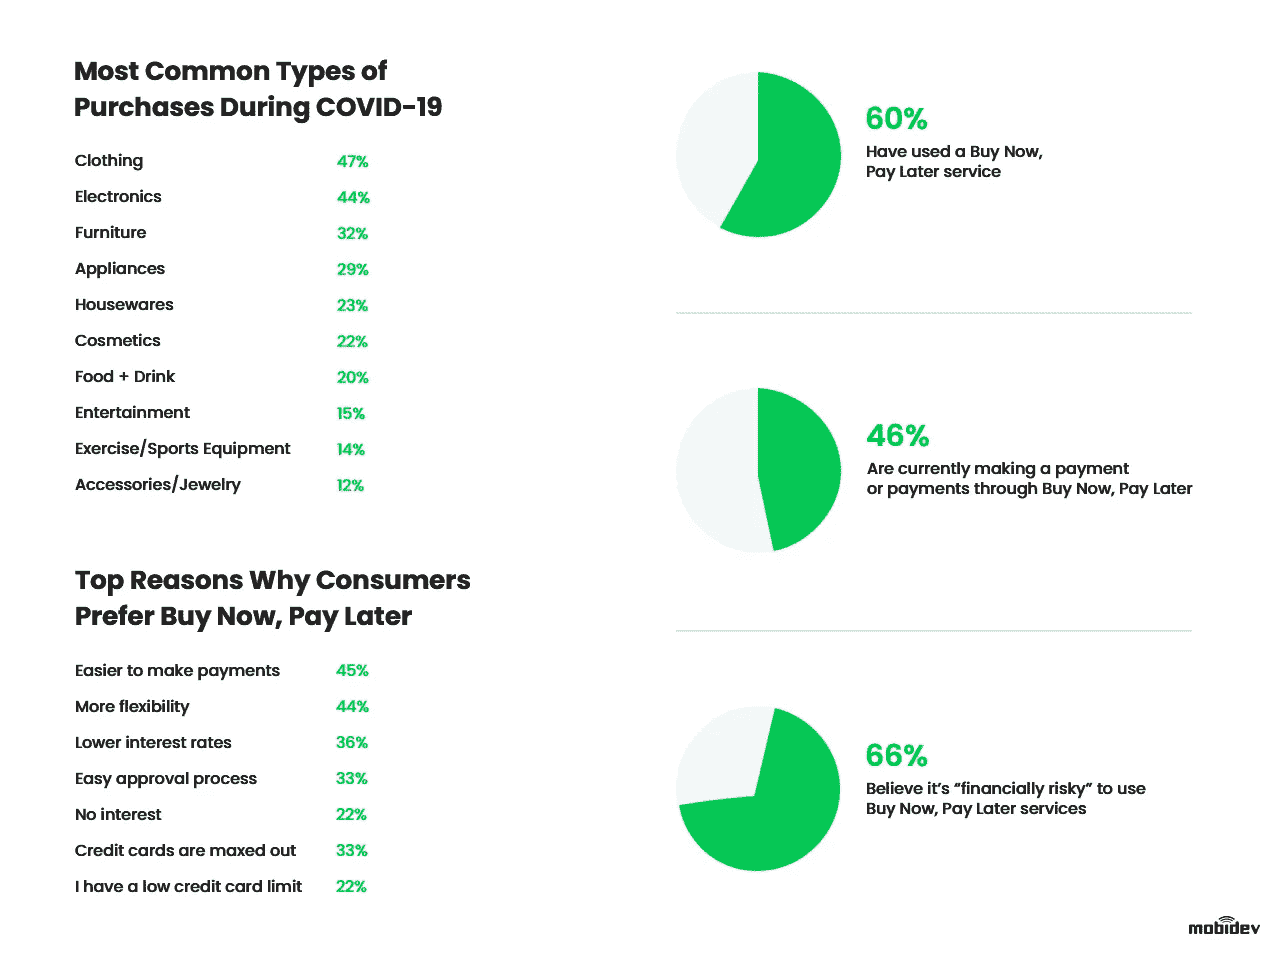 Most Common Types of
Purchases During COVID-19
Clothing 47%
Electronics 44%
Furniture 32%
Appliances 29%
Housewares 23%
Cosmetics 22%
Food + Drink 20%
Entertainment 15%
Exercise/Sports Equipment 14%
Accessories/Jewelry 12%
Top Reasons Why Consumers
Prefer Buy Now, Pay Later
Easier to make payments 45%
More flexibility 44%
Lower interest rates 36%
Easy approval process 33%
No interest 22%
Credit cards are maxed out 33%
I have a low credit card limit 22%
60%
Have used a Buy Now,
Pay Later service
46%
Are currently making a payment
or payments through Buy Now, Pay Later
66%
Believe it's "financially risky" to use
Buy Now, Pay Later services
mobidev